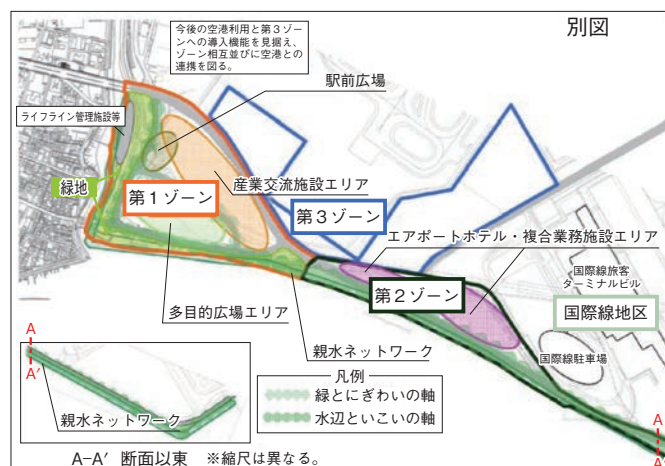 別図
今後の空港利用と第3ゾー
ンへの導入機能を見据え、
ゾーン相互並びに空港との
連携を図る。
駅前広場
ライフライン管理施設等
緑地
第1ゾーン
産業交流施設エリア
第3ゾーン
エアポートホテル・複合業務施設エリア
国際線旅客
ターミナルビル
第2ゾーン
国際線地区
多目的広場エリア
国際線駐車場
親水ネットワーク
A
A′
親水ネットワーク
凡例
緑とにぎわいの軸
水辺といこいの軸
A
A′
A−A′ 断面以東 ※縮尺は異なる。